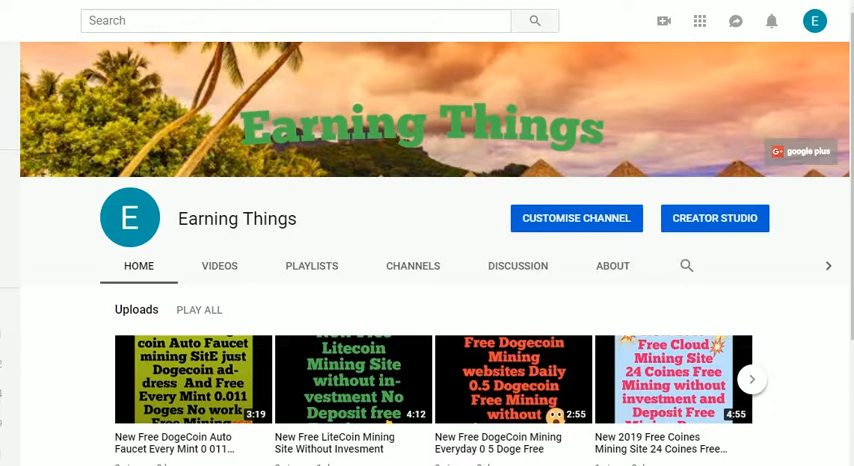 Search
E
Earning Things
G+ google plus
E
Earning Things
CUSTOMISE CHANNEL
CREATOR STUDIO
HOME
VIDEOS
PLAYLISTS
CHANNELS
DISCUSSION
ABOUT
Uploads
PLAY ALL
coin Auto Faucet
mining SitE just
Dogecoin ad-
dress And Free
Every Mint 0.011
Doges No work
3:19
Litecoin
Mining Site
without in-
vestment No
Deposit free
4:12
Free Dogecoin
Mining
websites Daily
0.5 Dogecoin
Free Mining
without
2:55
Free Cloud
Mining Site
24 Coines Free
Mining without
investment and
Deposit Free
4:55
New Free DogeCoin Auto
Faucet Every Mint 0 011...
New Free LiteCoin Mining
Site Without Invesment
New Free DogeCoin Mining
Everyday 0 5 Doge Free
New 2019 Free Coines
Mining Site 24 Coines Free...